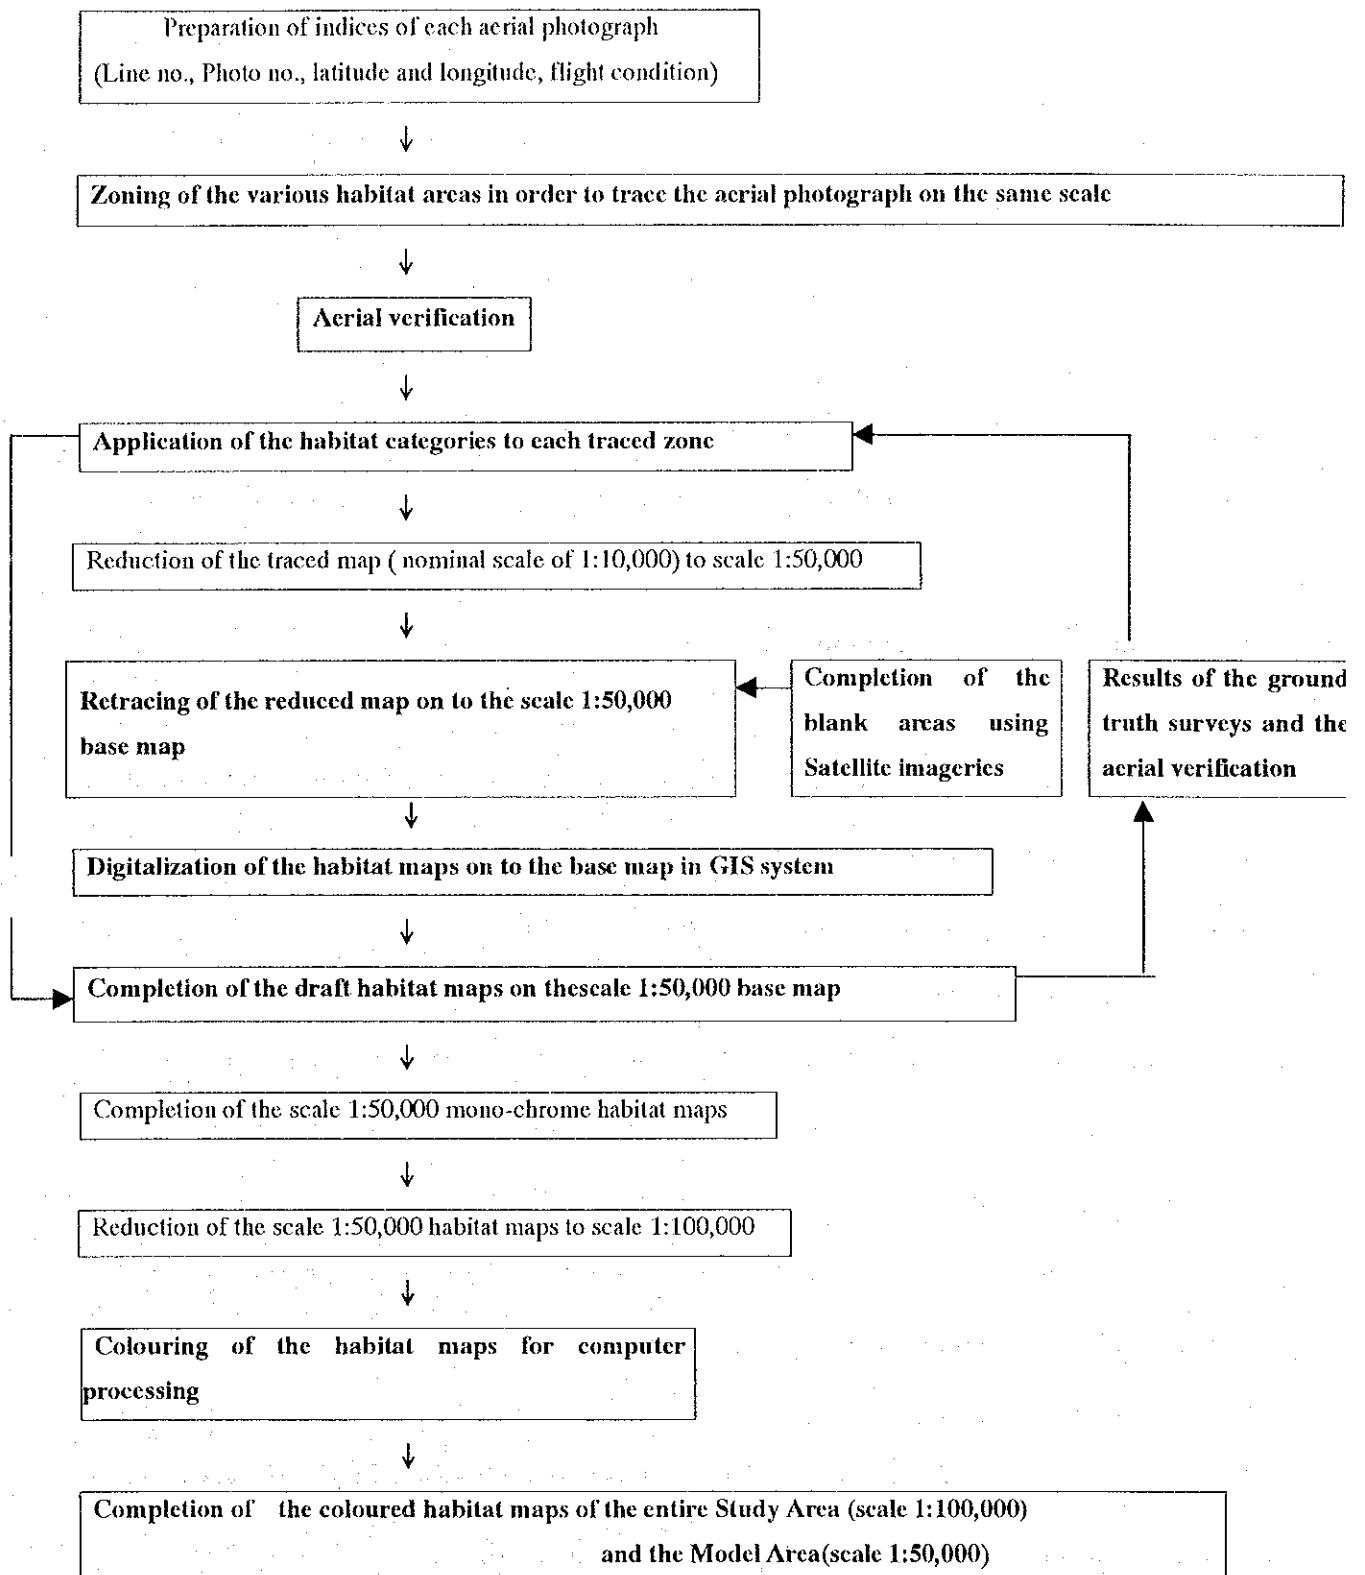 Preparation of indices of each aerial photograph
(Line no., Photo no., latitude and longitude, flight condition)
Zoning of the various habitat areas in order to trace the aerial photograph on the same scale
Aerial verification
Application of the habitat categories to each traced zone
Reduction of the traced map ( nominal scale of 1:10,000) to scale 1:50,000
Retracing of the reduced map on to the scale 1:50,000
base map
Completion of the
blank areas using
Satellite imageries
Results of the ground
truth surveys and the
aerial verification
Digitalization of the habitat maps on to the base map in GIS system
Completion of the draft habitat maps on thescale 1:50,000 base map
Completion of the scale 1:50,000 mono-chrome habitat maps
Reduction of the scale 1:50,000 habitat maps to scale 1:100,000
Colouring of the habitat maps for computer
processing
Completion of the coloured habitat maps of the entire Study Area (scale 1:100,000)
and the Model Area(scale 1:50,000)